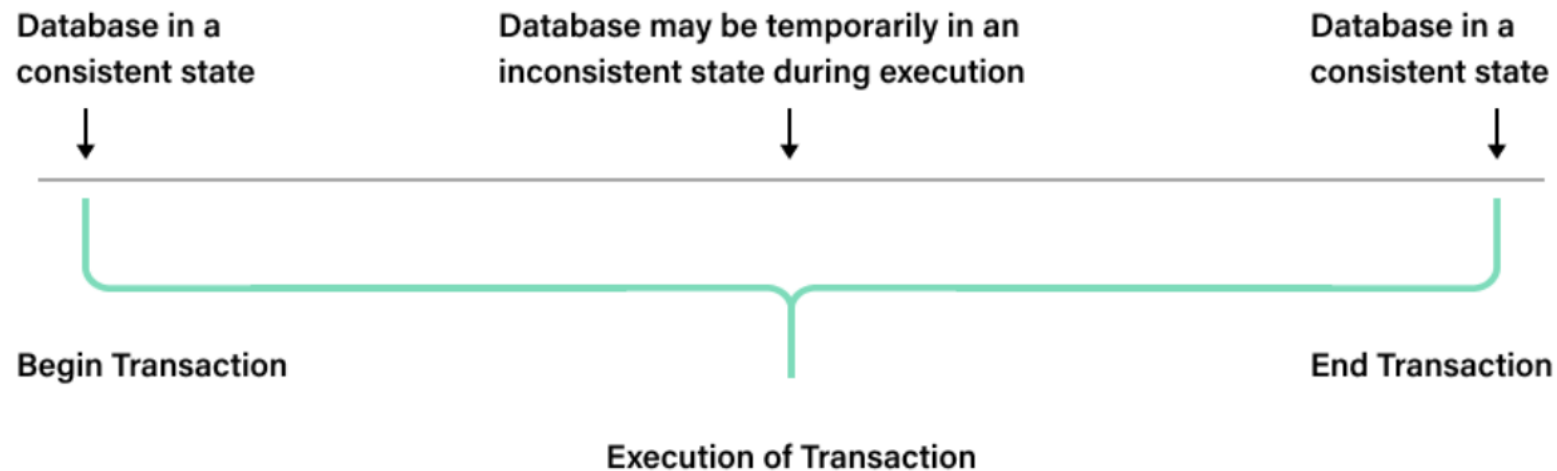 Database in a
consistent state
Database may be temporarily in an
inconsistent state during execution
Database in a
consistent state
Begin Transaction
End Transaction
Execution of Transaction